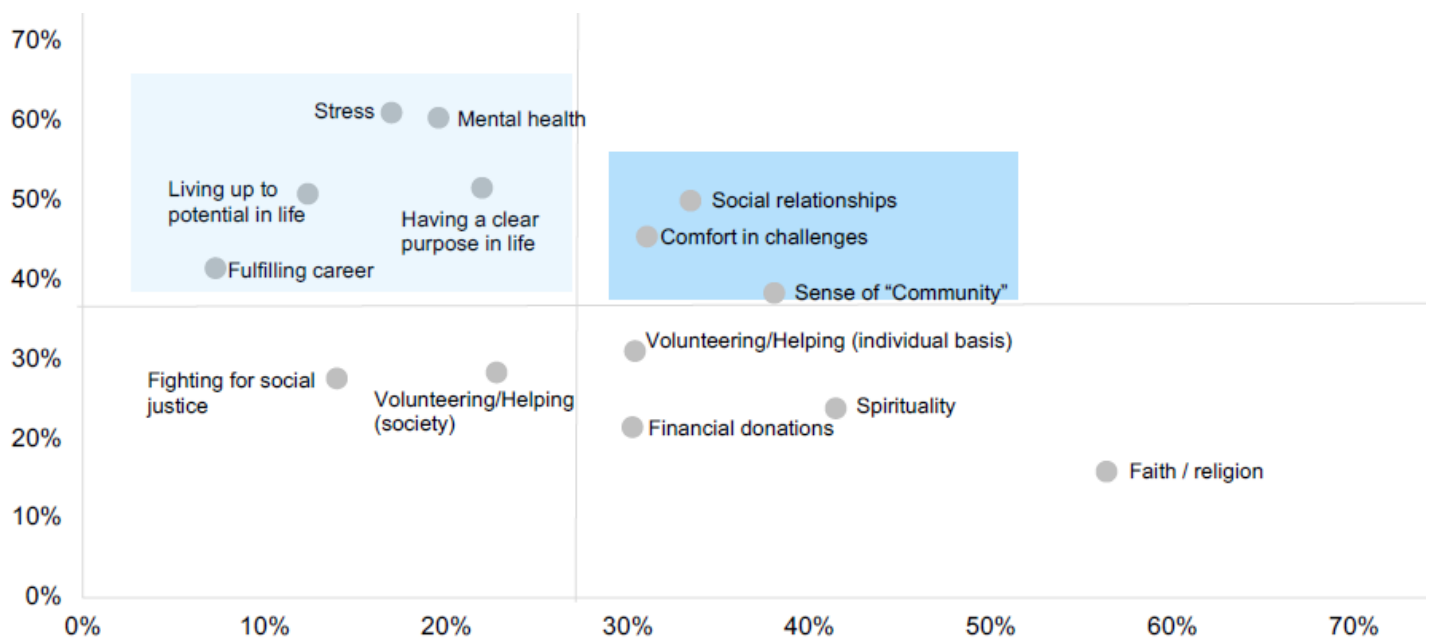 70%
60%
50%
40%
30%
20%
10%
0%
Stress
Mental health
Living up to
potential in life
Having a clear
purpose in life
Fulfilling career
Social relationships
Comfort in challenges
Sense of “Community”
Volunteering/Helping (individual basis)
Fighting for social
justice
Volunteering/Helping
(society)
Spirituality
Financial donations
Faith / religion
0%
10%
20%
30%
40%
50%
60%
70%